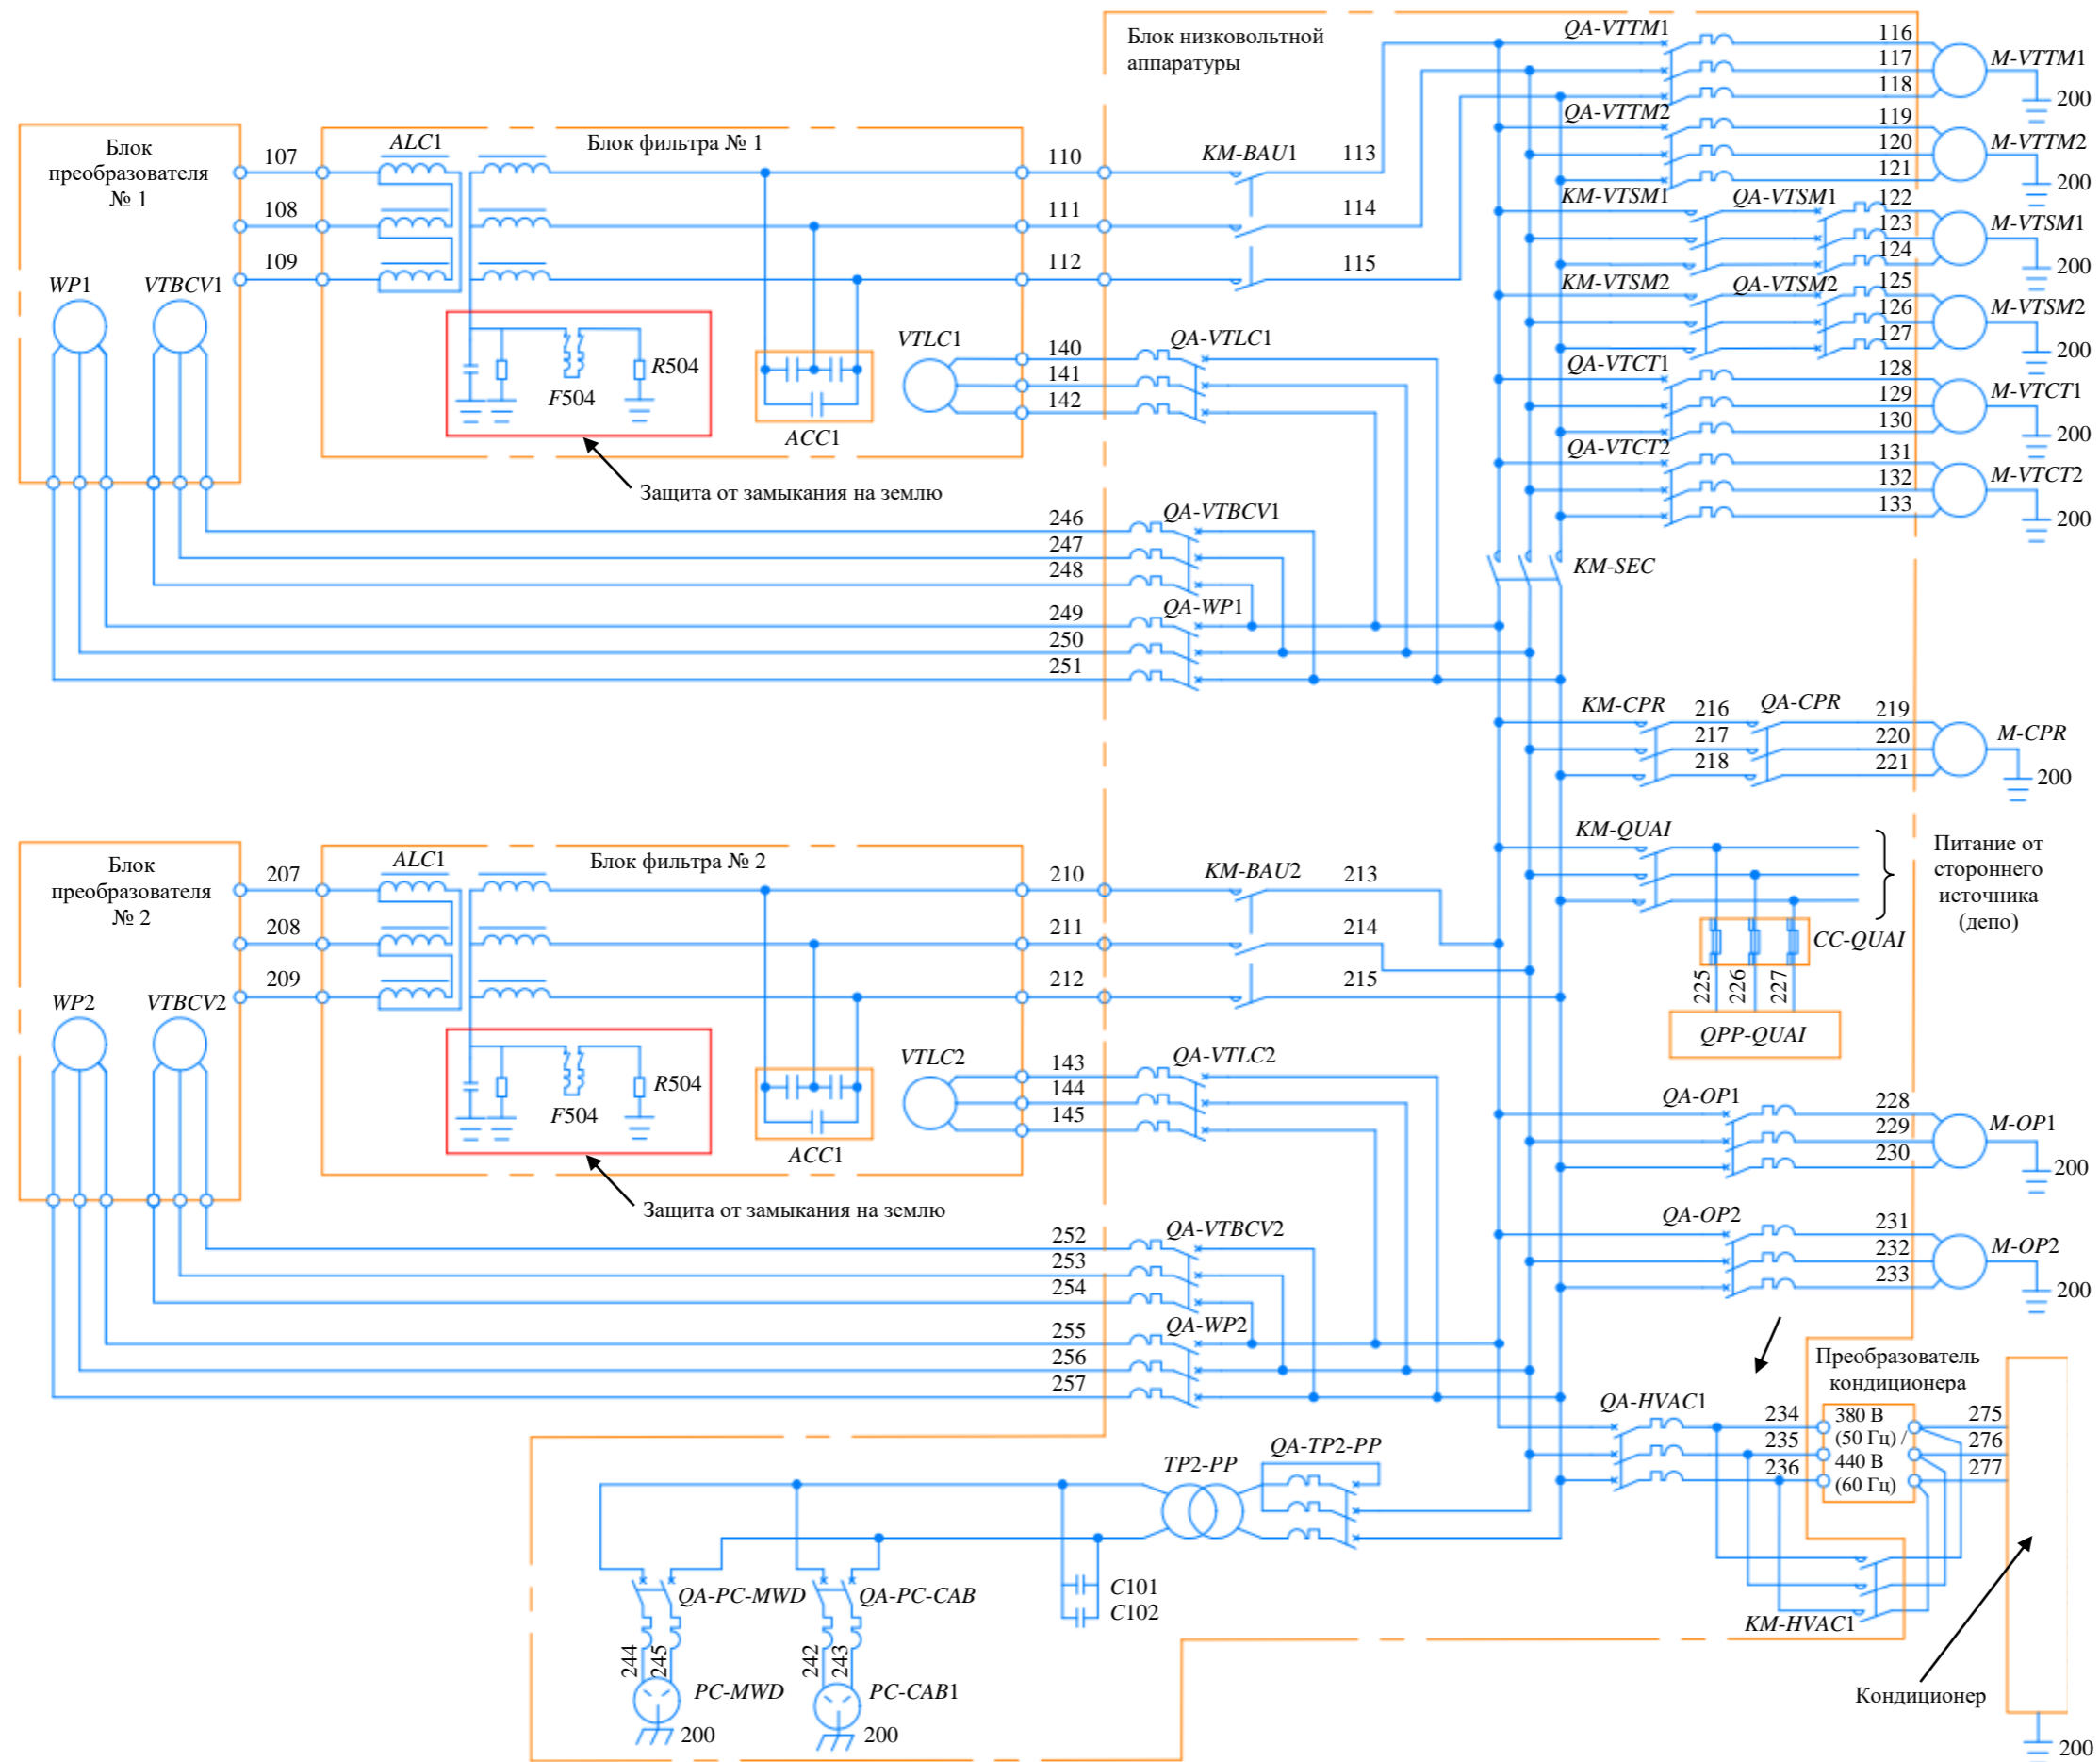 Блок низковольтной
аппаратуры
QA-VTTM1
116
117
118
M-VTTM1
200
QA-VTTM2
119
120
121
M-VTTM2
200
KM-VTSM1
QA-VTSM1
122
123
124
M-VTSM1
200
KM-VTSM2
QA-VTSM2
125
126
127
M-VTSM2
200
QA-VTCT1
128
129
130
M-VTCT1
200
QA-VTCT2
131
132
133
M-VTCT2
200
Блок
преобразователя
№ 1
107
108
109
WP1
VTBCV1
ALC1
Блок фильтра № 1
110
111
112
KM-BAU1
113
114
115
R504
F504
ACC1
VTLC1
140
141
142
QA-VTLC1
Защита от замыкания на землю
246
247
248
QA-VTBCV1
249
250
251
QA-WP1
KM-SEC
KM-CPR
216
217
218
QA-CPR
219
220
221
M-CPR
200
KM-QUAI
Питание от
стороннего
источника
(депо)
CC-QUAI
225
226
227
QPP-QUAI
Блок
преобразователя
№ 2
207
208
209
WP2
VTBCV2
ALC1
Блок фильтра № 2
210
211
212
KM-BAU2
213
214
215
R504
F504
ACC1
VTLC2
143
144
145
QA-VTLC2
Защита от замыкания на землю
252
253
254
QA-VTBCV2
255
256
257
QA-WP2
QA-OP1
228
229
230
M-OP1
200
QA-OP2
231
232
233
M-OP2
200
Преобразователь
кондиционера
QA-HVAC1
234
235
236
380 В
(50 Гц) /
440 В
(60 Гц)
275
276
277
KM-HVAC1
Кондиционер
200
QA-TP2-PP
TP2-PP
C101
C102
QA-PC-MWD
QA-PC-CAB
244
245
242
243
PC-MWD
200
PC-CAB1
200